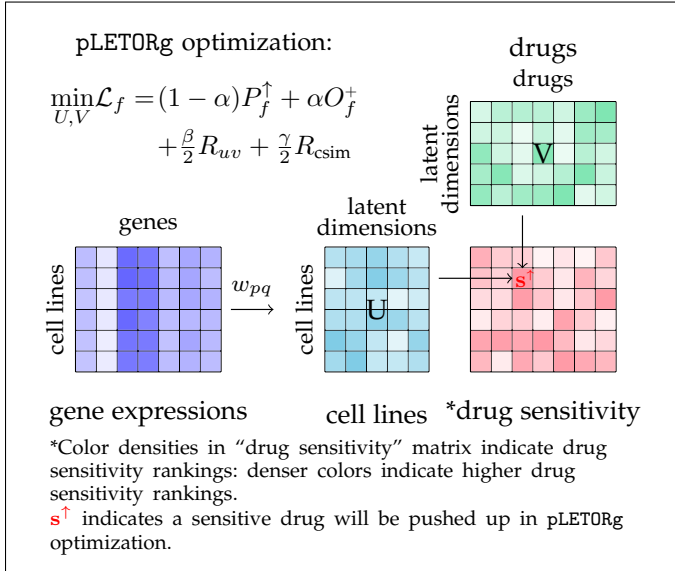 pLETORg optimization:
min L_f = (1 − α)P_f^↑ + αO_f^+
U,V
+ β/2 R_uv + γ/2 R_csim
drugs
drugs
latent
dimensions
V
genes
cell lines
w_pq
latent
dimensions
cell lines
U
s^↑
gene expressions
cell lines
*drug sensitivity
*Color densities in “drug sensitivity” matrix indicate drug
sensitivity rankings: denser colors indicate higher drug
sensitivity rankings.
s^↑ indicates a sensitive drug will be pushed up in pLETORg
optimization.